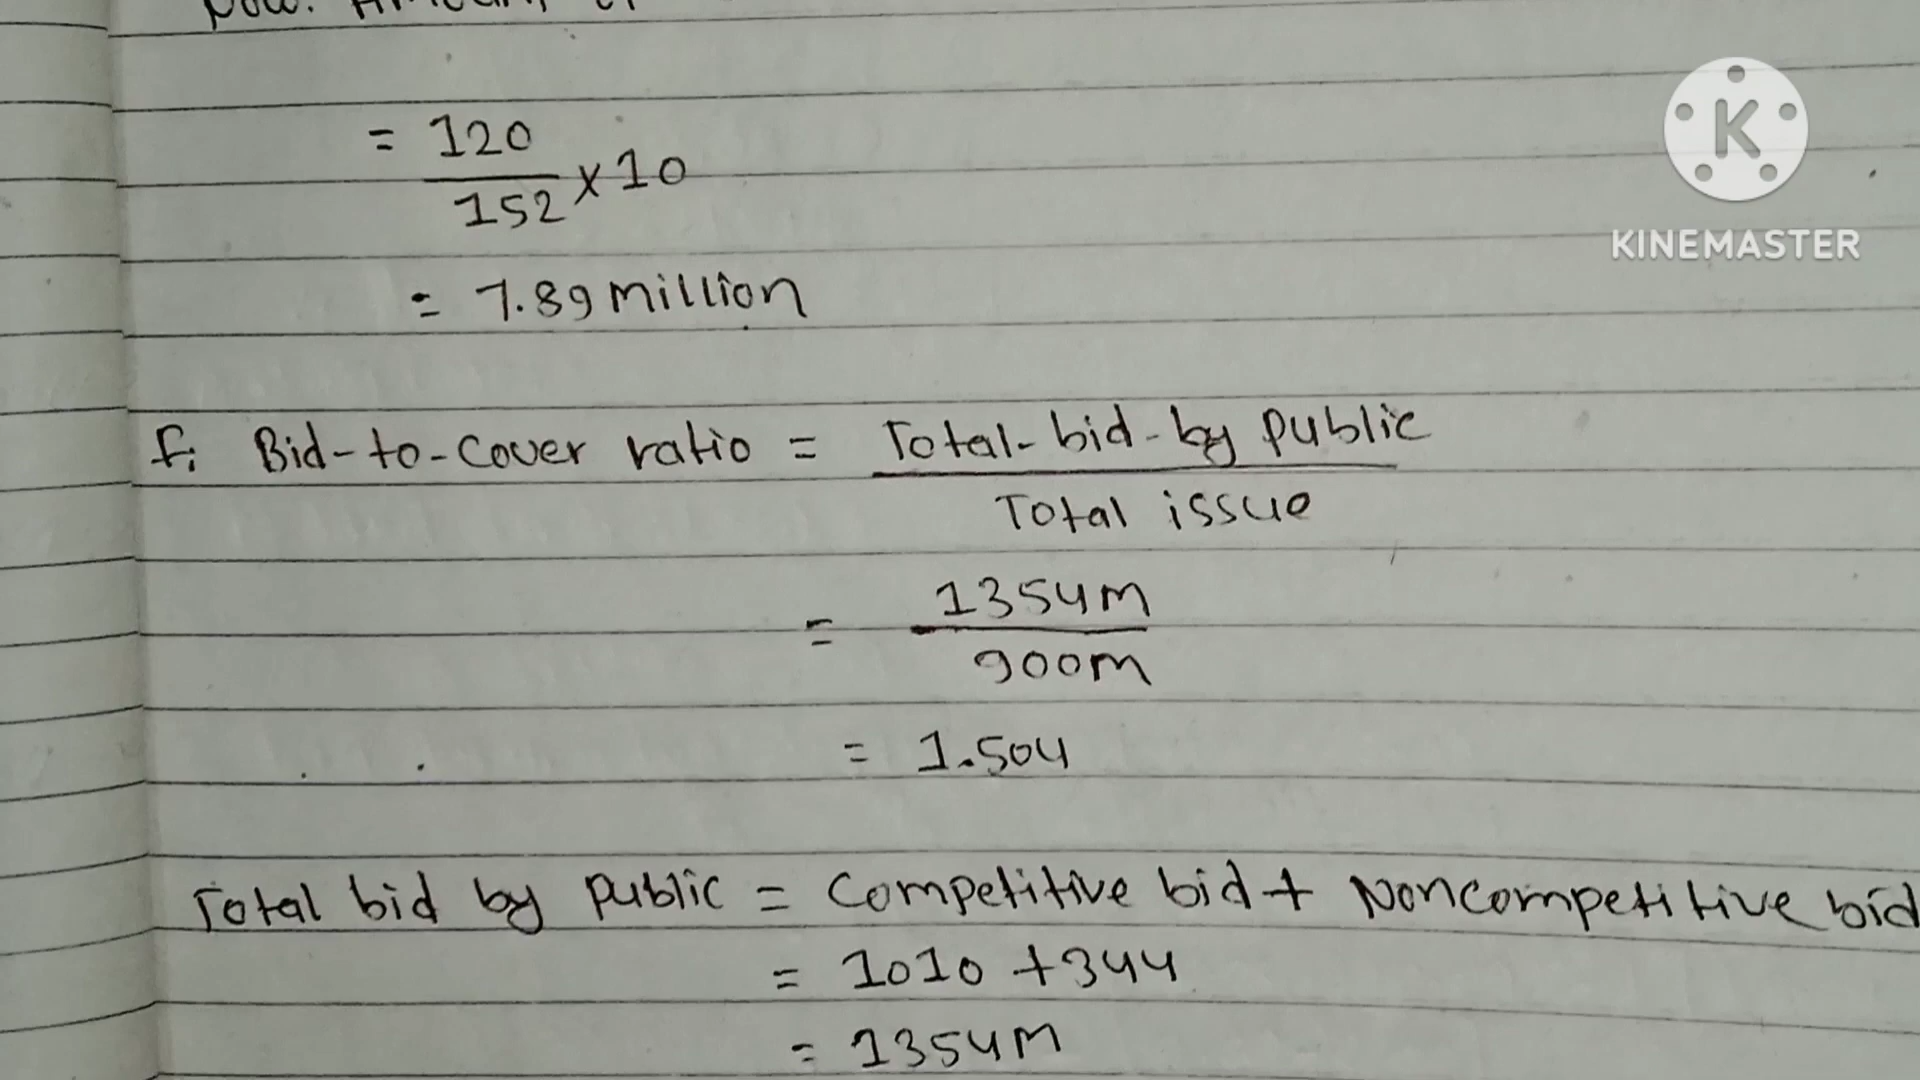 = 120
152 × 10
= 7.89 million
K
KINEMASTER
f. Bid-to-cover ratio = Total-bid-by public
Total issue
= 1354M
900M
= 1.504
Total bid by public = Competitive bid + Noncompetitive bid
= 1010 + 344
= 1354M